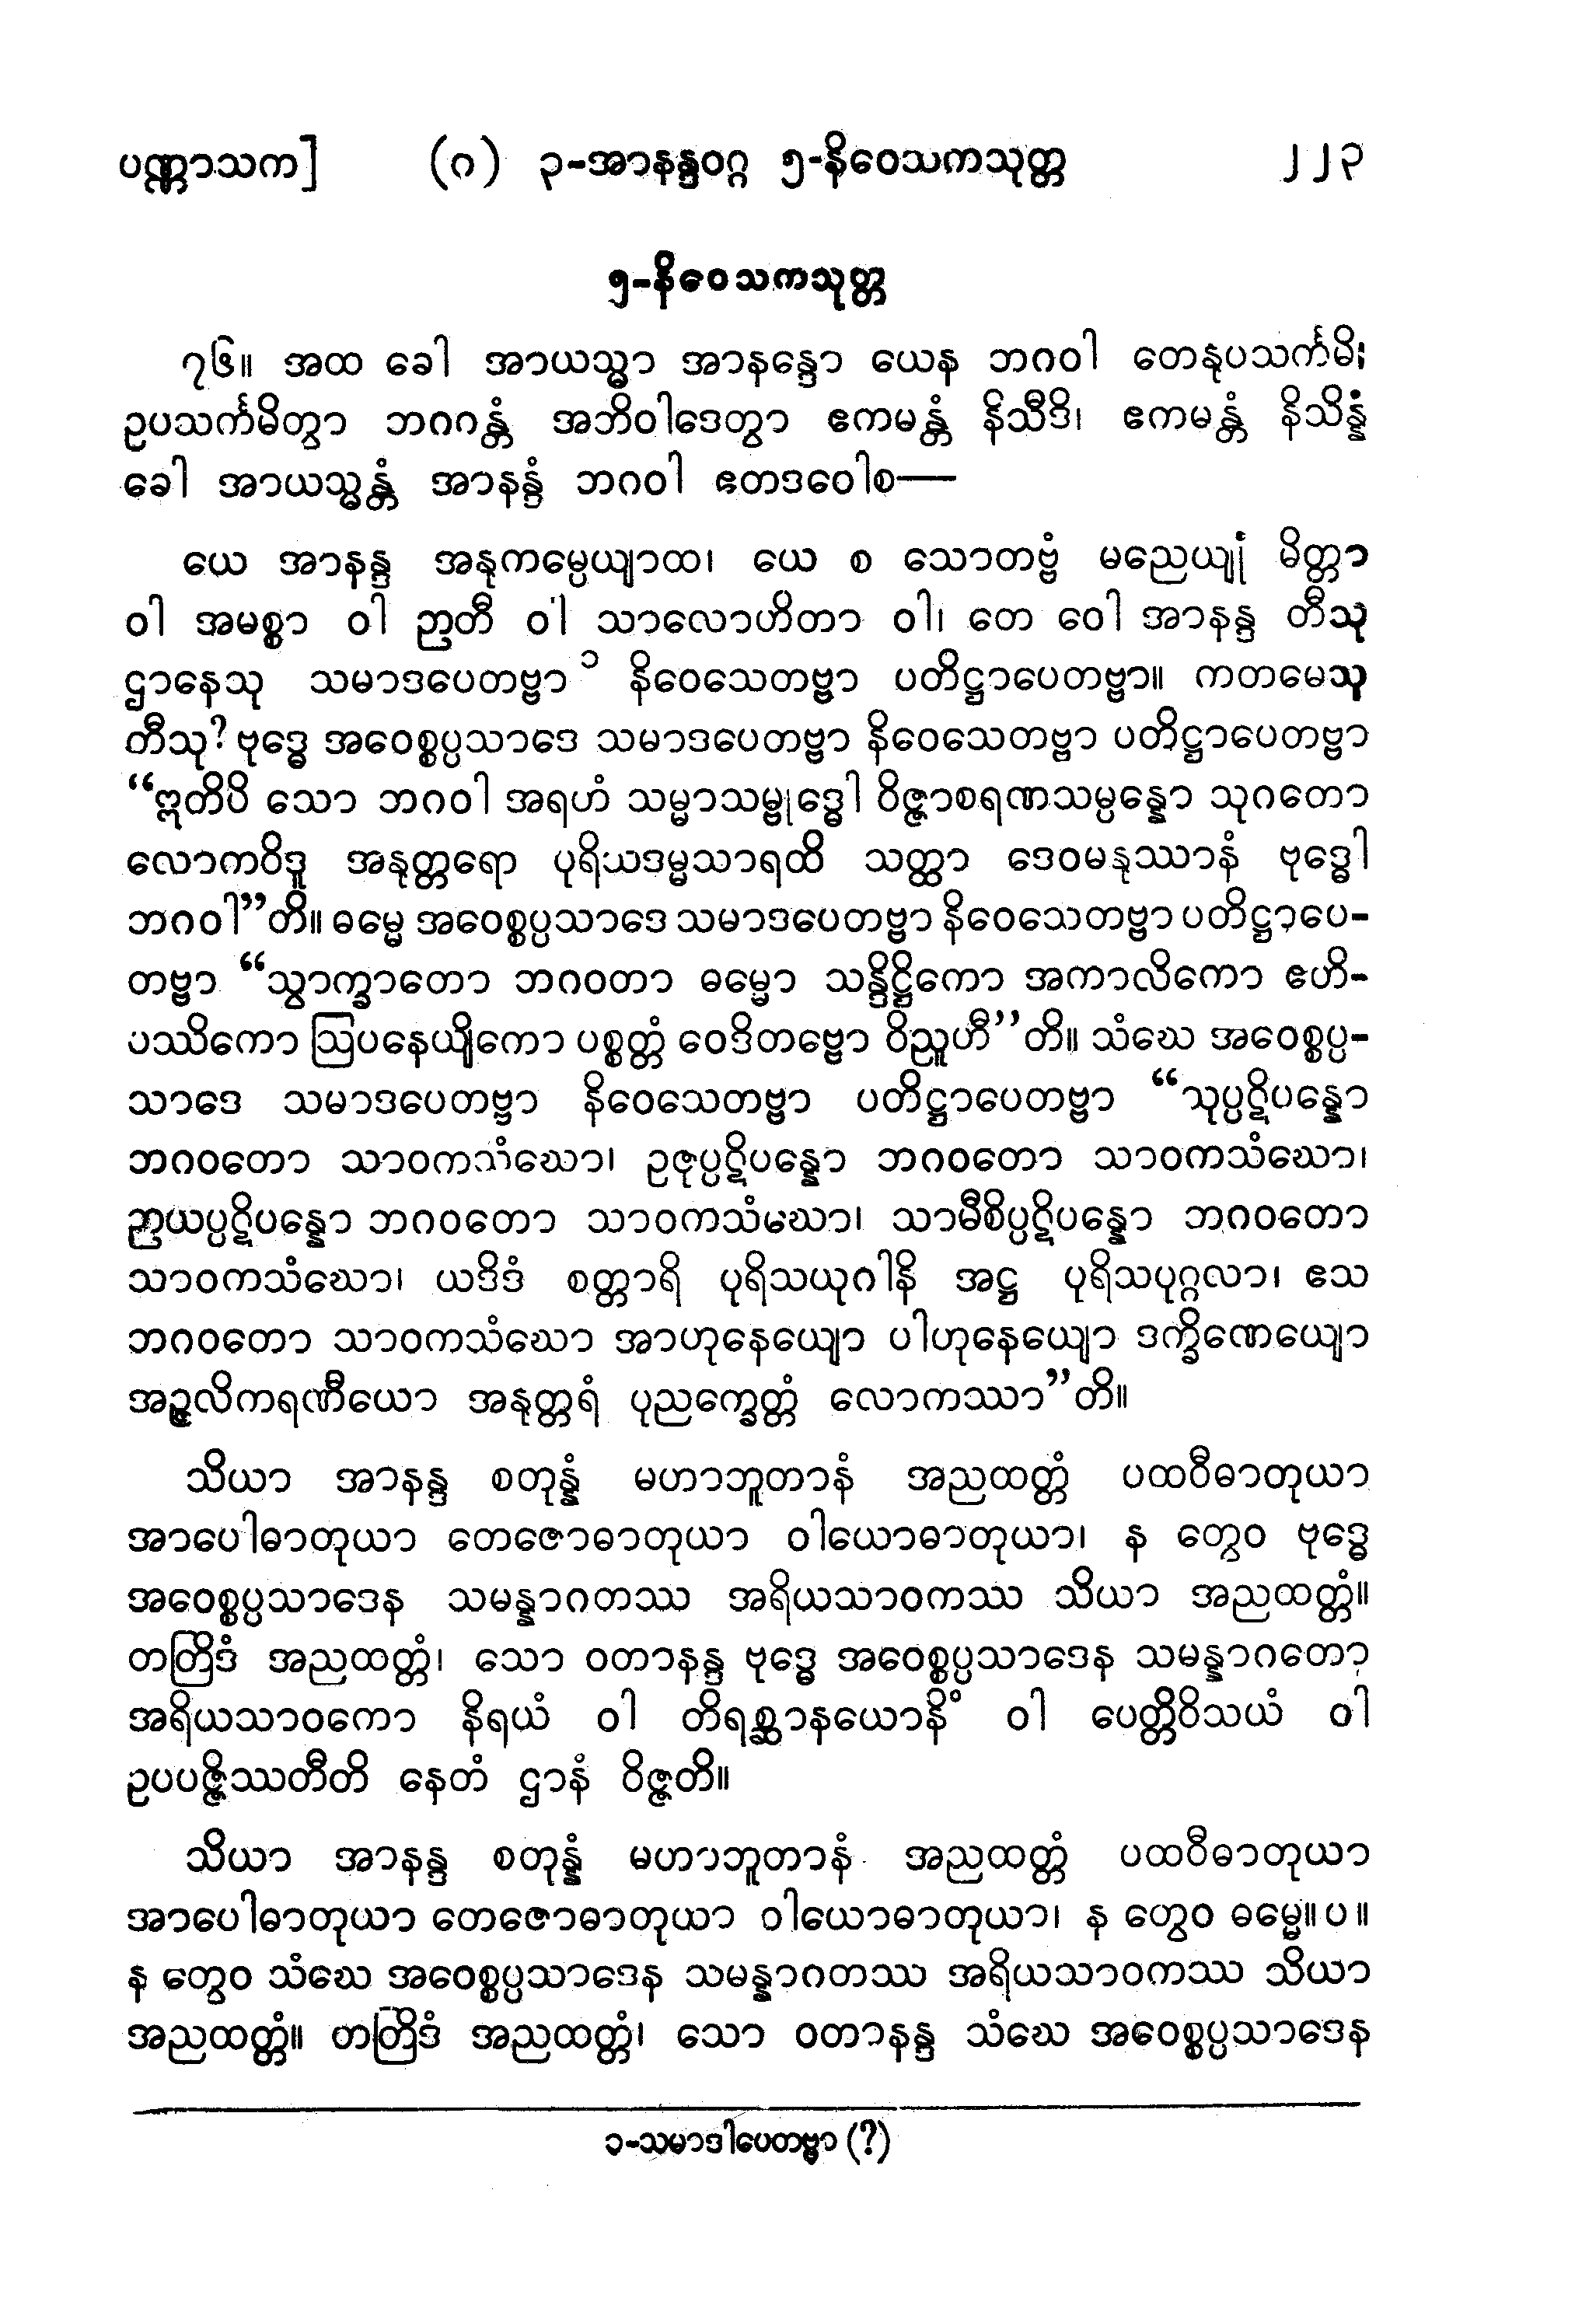 ပဏ္ဏာသက] (ဂ) ၃-အာနန္ဒဝဂ္ဂ ၅-နိဝေသကသုတ္တ ၂၂၃
၅-နိဝေသကသုတ္တ
၇၆။ အထ ခေါ အာယသ္မာ အာနန္ဒော ယေန ဘဂဝါ တေနုပသင်္ကမိ;
ဥပသင်္ကမိတွာ ဘဂဂန္တံ အဘိဝါဒေတွာ ဧကမန္တံ နိသီဒိ၊ ဧကမန္တံ နိသိန္နံ
ခေါ အာယသ္မန္တံ အာနန္ဒံ ဘဂဝါ ဧတဒဝေါစ—
ယေ အာနန္ဒ အနုကမ္ပေယျာထ၊ ယေ စ သောတဗ္ဗံ မညေယျုံ မိတ္တာ
ဝါ အမစ္စာ ဝါ ဉာတီ ဝါ သာလောဟိတာ ဝါ၊ တေ ဝေါ အာနန္ဒ တီသု
ဌာနေသု သမာဒပေတဗ္ဗာ ၁ နိဝေသေတဗ္ဗာ ပတိဋ္ဌာပေတဗ္ဗာ။ ကတမေသု
တီသု? ဗုဒ္ဓေ အဝေစ္စပ္ပသာဒေ သမာဒပေတဗ္ဗာ နိဝေသေတဗ္ဗာ ပတိဋ္ဌာပေတဗ္ဗာ
“ဣတိပိ သော ဘဂဝါ အရဟံ သမ္မာသမ္ဗုဒ္ဓေါ ဝိဇ္ဇာစရဏသမ္ပန္နော သုဂတော
လောကဝိဒူ အနုတ္တရော ပုရိသဒမ္မသာရထိ သတ္ထာ ဒေဝမနုဿာနံ ဗုဒ္ဓေါ
ဘဂဝါ”တိ။ ဓမ္မေ အဝေစ္စပ္ပသာဒေ သမာဒပေတဗ္ဗာ နိဝေသေတဗ္ဗာ ပတိဋ္ဌာပေ-
တဗ္ဗာ “သွာက္ခာတော ဘဂဝတာ ဓမ္မော သန္ဒိဋ္ဌိကော အကာလိကော ဧဟိ-
ပဿိကော ဩပနေယျိကော ပစ္စတ္တံ ဝေဒိတဗ္ဗော ဝိညူဟီ”တိ။ သံဃေ အဝေစ္စပ္ပ-
သာဒေ သမာဒပေတဗ္ဗာ နိဝေသေတဗ္ဗာ ပတိဋ္ဌာပေတဗ္ဗာ “သုပ္ပဋိပန္နော
ဘဂဝတော သာဝကသံဃော၊ ဥဇုပ္ပဋိပန္နော ဘဂဝတော သာဝကသံဃော၊
ဉာယပ္ပဋိပန္နော ဘဂဝတော သာဝကသံဃော၊ သာမီစိပ္ပဋိပန္နော ဘဂဝတော
သာဝကသံဃော၊ ယဒိဒံ စတ္တာရိ ပုရိသယုဂါနိ အဋ္ဌ ပုရိသပုဂ္ဂလာ၊ ဧသ
ဘဂဝတော သာဝကသံဃော အာဟုနေယျော ပါဟုနေယျော ဒက္ခိဏေယျော
အဉ္ဇလိကရဏီယော အနုတ္တရံ ပုညက္ခေတ္တံ လောကဿာ”တိ။
သိယာ အာနန္ဒ စတုန္နံ မဟာဘူတာနံ အညထတ္တံ ပထဝီဓာတုယာ
အာပေါဓာတုယာ တေဇောဓာတုယာ ဝါယောဓာတုယာ၊ န တွေဝ ဗုဒ္ဓေ
အဝေစ္စပ္ပသာဒေန သမန္နာဂတဿ အရိယသာဝကဿ သိယာ အညထတ္တံ။
တတြိဒံ အညထတ္တံ၊ သော ဝတာနန္ဒ ဗုဒ္ဓေ အဝေစ္စပ္ပသာဒေန သမန္နာဂတော
အရိယသာဝကော နိရယံ ဝါ တိရစ္ဆာနယောနိံ ဝါ ပေတ္တိဝိသယံ ဝါ
ဥပပဇ္ဇိဿတီတိ နေတံ ဌာနံ ဝိဇ္ဇတိ။
သိယာ အာနန္ဒ စတုန္နံ မဟာဘူတာနံ အညထတ္တံ ပထဝီဓာတုယာ
အာပေါဓာတုယာ တေဇောဓာတုယာ ဝါယောဓာတုယာ၊ န တွေဝ ဓမ္မေ။ ပ ။
န တွေဝ သံဃေ အဝေစ္စပ္ပသာဒေန သမန္နာဂတဿ အရိယသာဝကဿ သိယာ
အညထတ္တံ။ တတြိဒံ အညထတ္တံ၊ သော ဝတာနန္ဒ သံဃေ အဝေစ္စပ္ပသာဒေန
၁-သမာဒါပေတဗ္ဗာ (?)